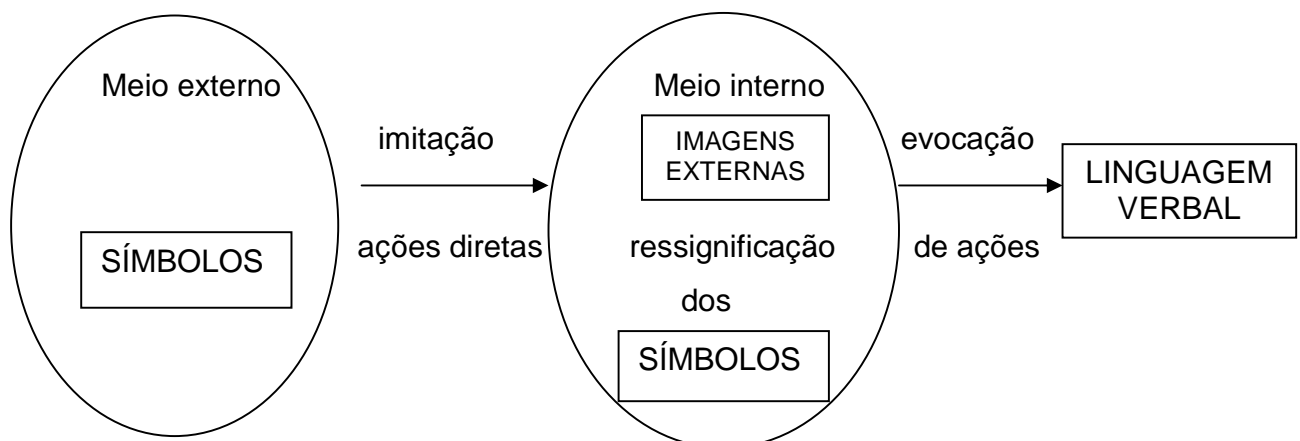 Meio externo
SÍMBOLOS
imitação
ações diretas
Meio interno
IMAGENS
EXTERNAS
ressignificação
dos
SÍMBOLOS
evocação
de ações
LINGUAGEM
VERBAL